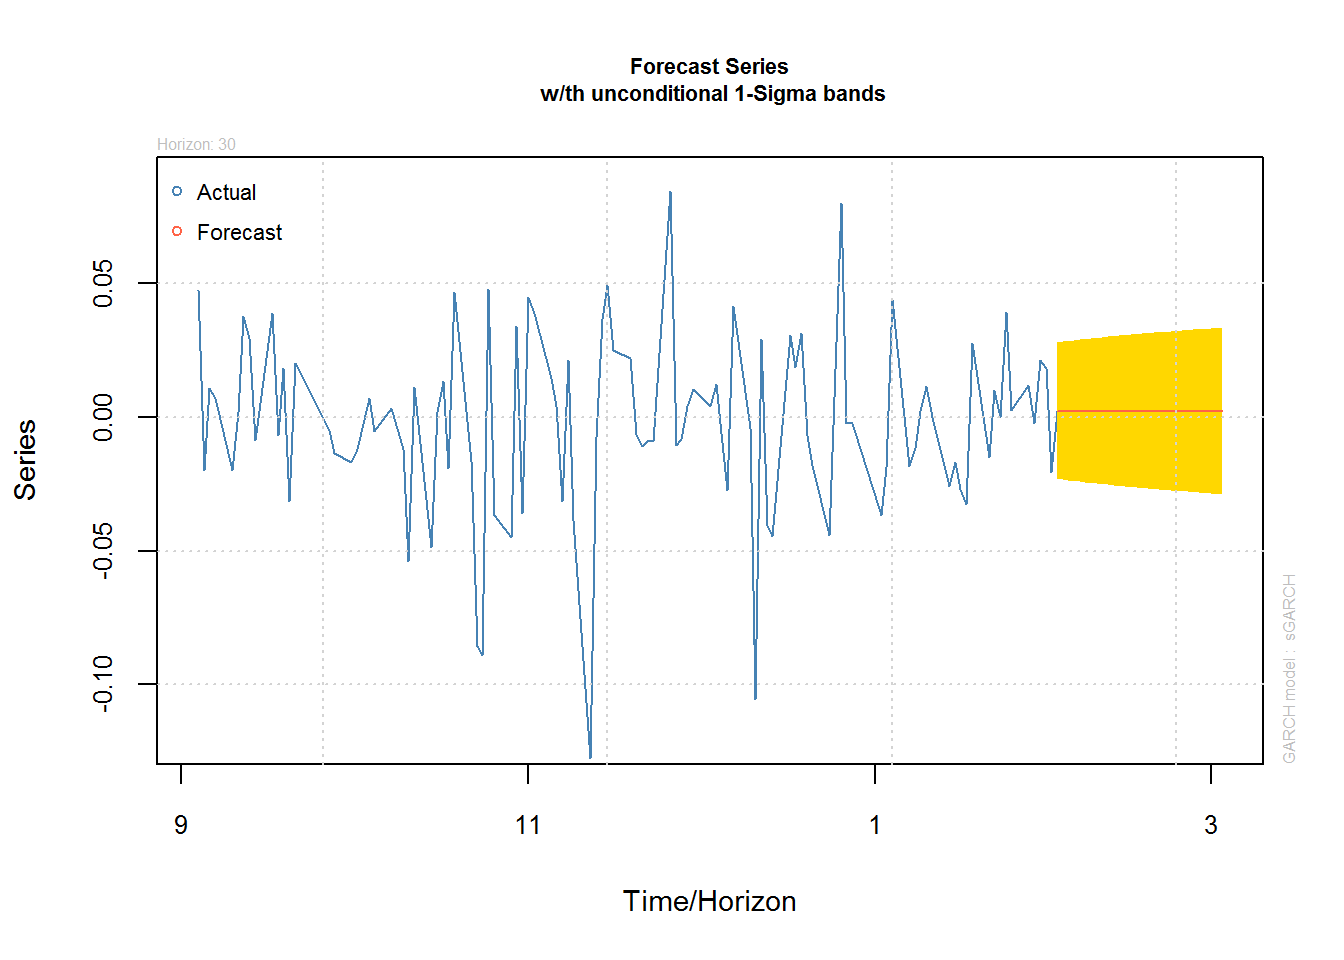 Forecast Series
w/th unconditional 1-Sigma bands
Horizon: 30
Actual
Forecast
0.05
0.00
-0.05
-0.10
Series
9
11
1
3
Time/Horizon
GARCH model : sGARCH